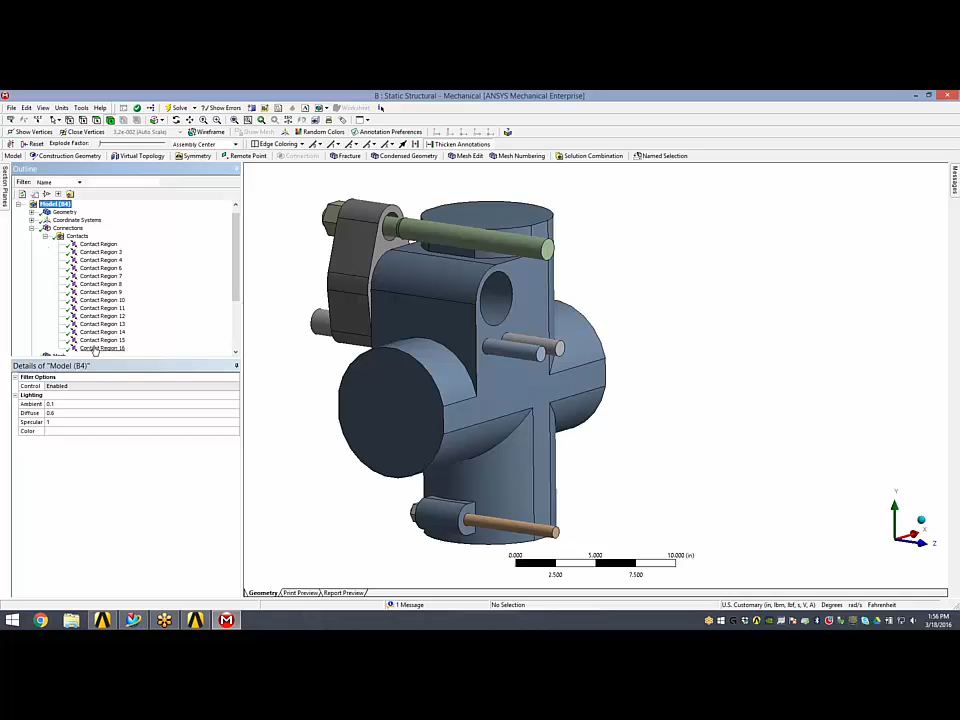 B : Static Structural - Mechanical [ANSYS Mechanical Enterprise]
File Edit View Units Tools Help Solve Show Errors Worksheet
Show Vertices Close Vertices 3.2e-002 (Auto Scale) Wireframe Show Mesh Random Colors Annotation Preferences
Reset Explode Factor: Assembly Center Edge Coloring Thicken Annotations
Model Construction Geometry Virtual Topology Symmetry Remote Point Connections Fracture Condensed Geometry Mesh Edit Mesh Numbering Solution Combination Named Selection
Section Planes
Outline
Filter: Name
Model (B4)
Geometry
Coordinate Systems
Connections
Contacts
Contact Region
Contact Region 3
Contact Region 4
Contact Region 6
Contact Region 7
Contact Region 8
Contact Region 9
Contact Region 10
Contact Region 11
Contact Region 12
Contact Region 13
Contact Region 14
Contact Region 15
Contact Region 16
Details of "Model (B4)"
Filter Options
Control Enabled
Lighting
Ambient 0.1
Diffuse 0.6
Specular 1
Color
Messages
Y
X
Z
0.000 5.000 10.000 (in)
2.500 7.500
Geometry Print Preview Report Preview
1 Message No Selection U.S. Customary (in, lbm, lbf, s, V, A) Degrees rad/s Fahrenheit
1:56 PM
3/18/2016